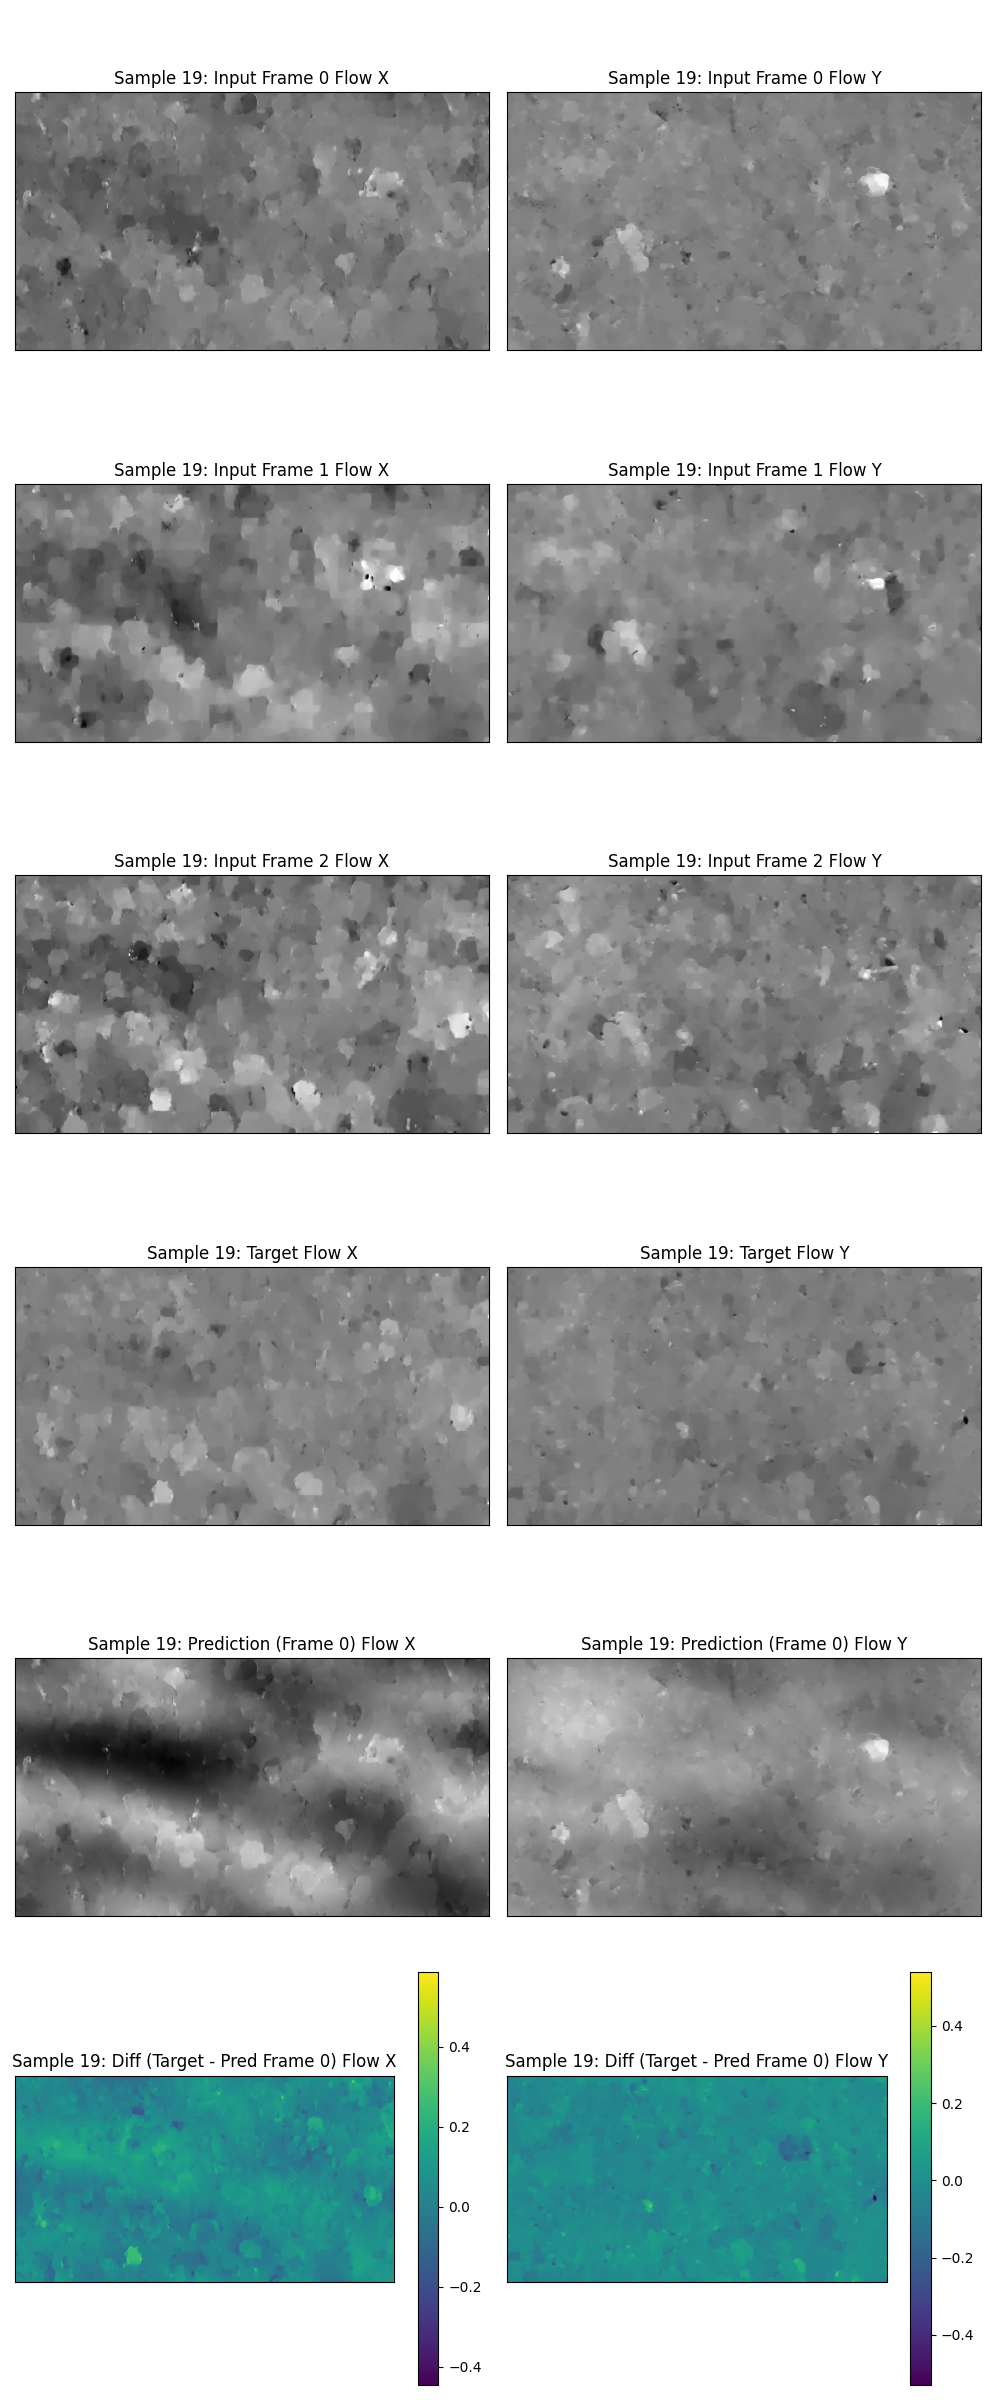 Sample 19: Input Frame 0 Flow X
Sample 19: Input Frame 0 Flow Y
Sample 19: Input Frame 1 Flow X
Sample 19: Input Frame 1 Flow Y
Sample 19: Input Frame 2 Flow X
Sample 19: Input Frame 2 Flow Y
Sample 19: Target Flow X
Sample 19: Target Flow Y
Sample 19: Prediction (Frame 0) Flow X
Sample 19: Prediction (Frame 0) Flow Y
Sample 19: Diff (Target - Pred Frame 0) Flow X
0.4
0.2
0.0
−0.2
−0.4
Sample 19: Diff (Target - Pred Frame 0) Flow Y
0.4
0.2
0.0
−0.2
−0.4